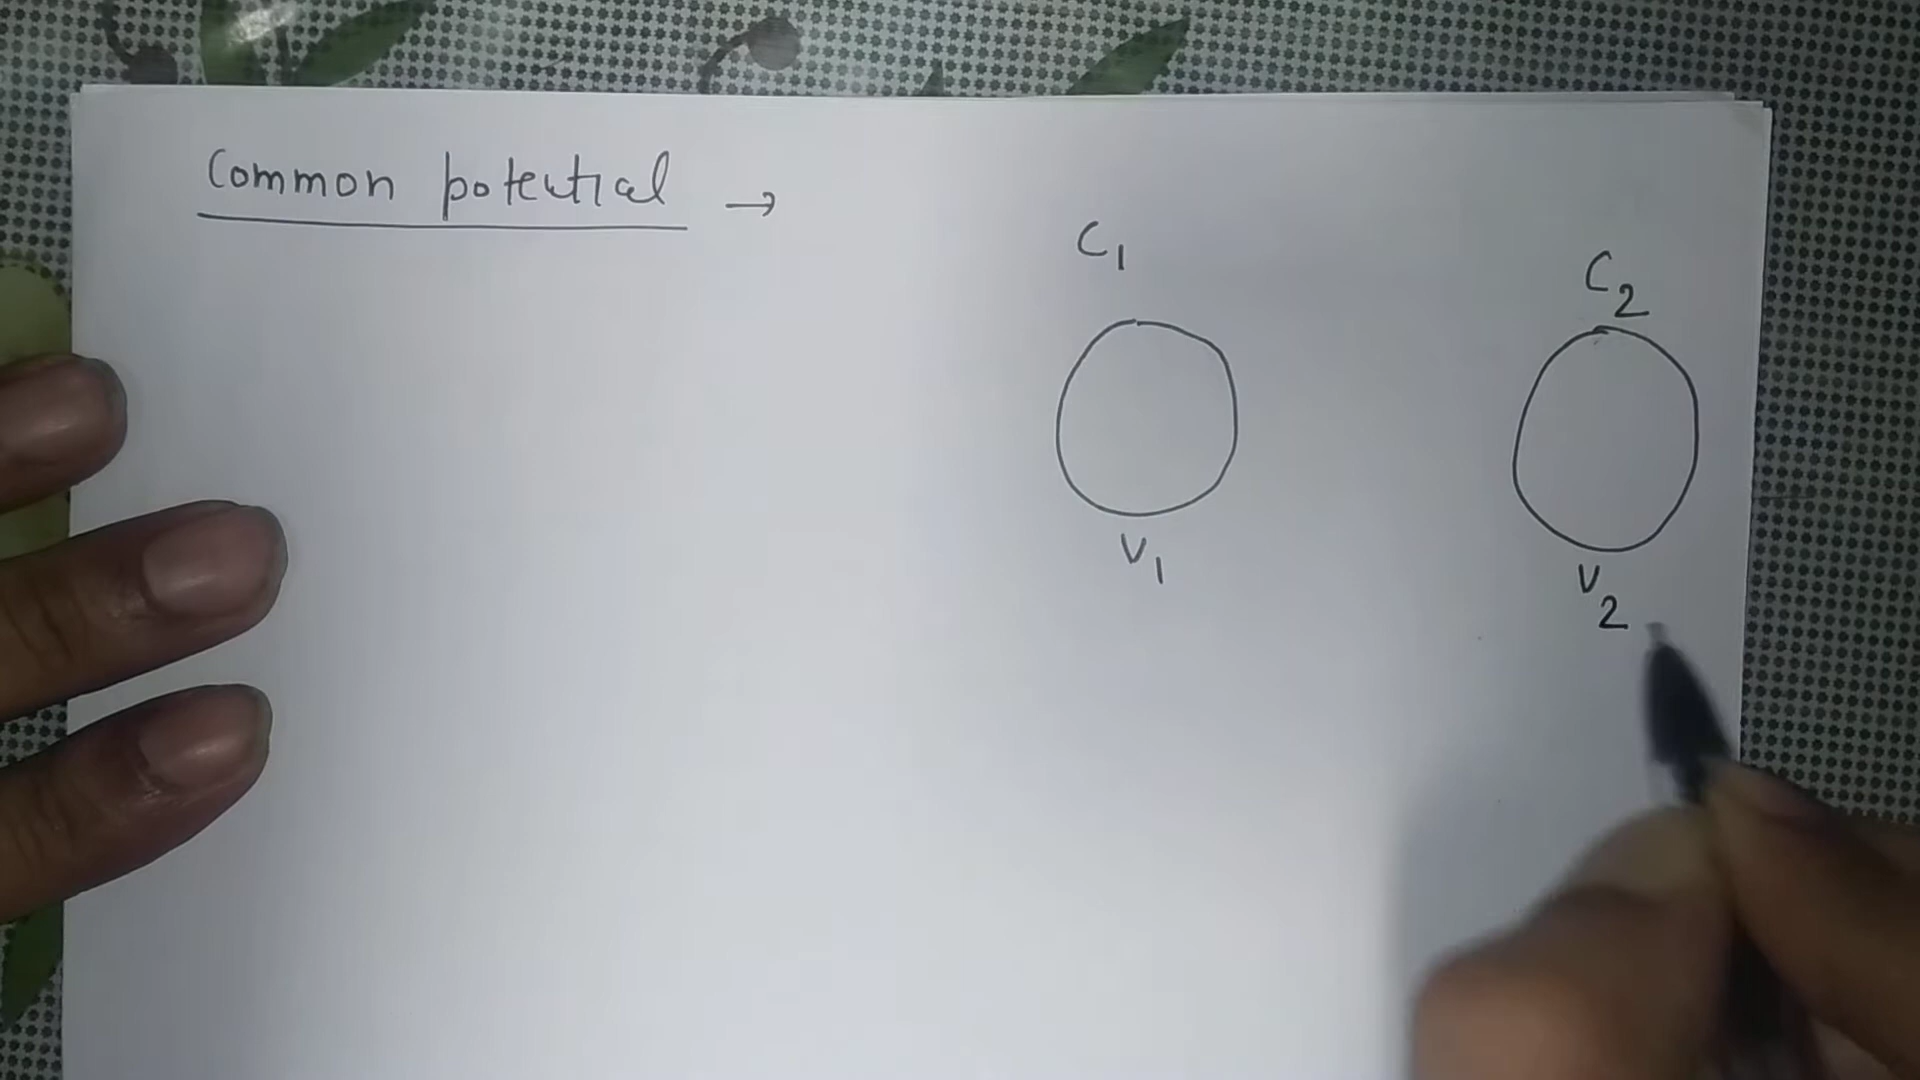 Common potential →
C1
C2
V1
V2